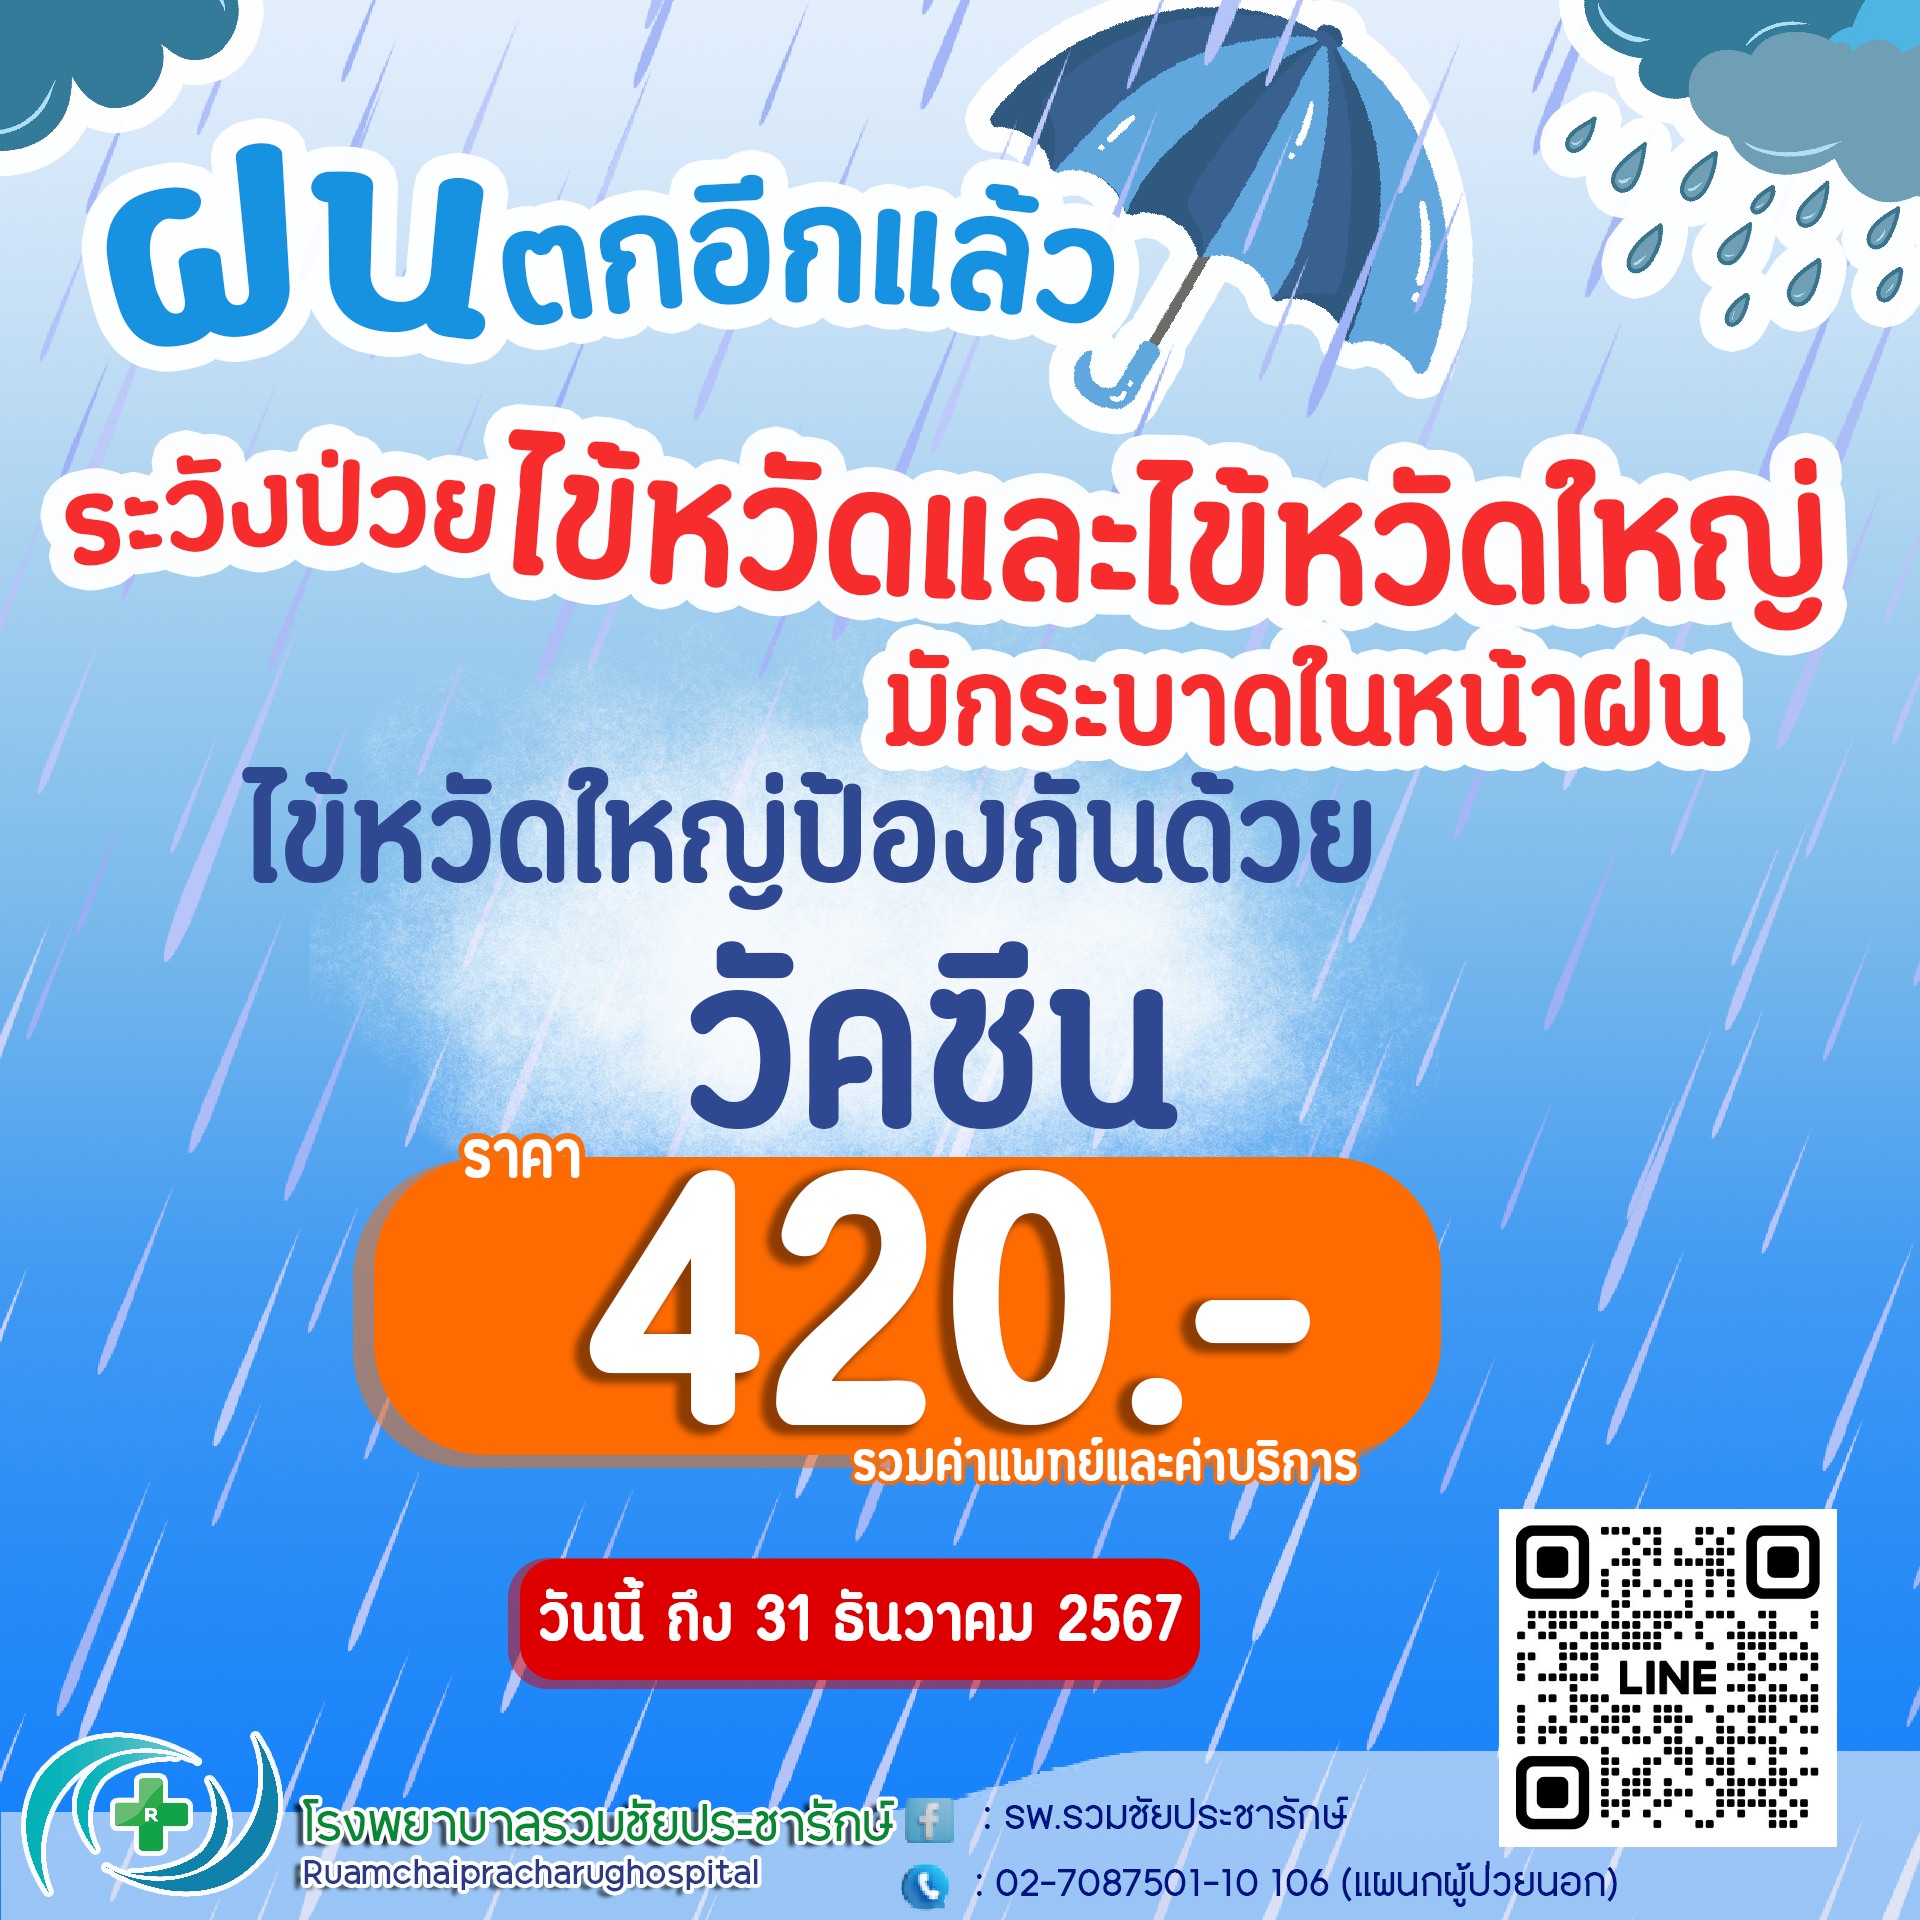 ฝนตกอีกแล้ว
ระวังป่วยไข้หวัดและไข้หวัดใหญ่
มักระบาดในหน้าฝน
ไข้หวัดใหญ่ป้องกันด้วย
วัคซีน
ราคา
420.-
รวมค่าแพทย์และค่าบริการ
วันนี้ ถึง 31 ธันวาคม 2567
LINE
R
โรงพยาบาลรวมชัยประชารักษ์
Ruamchaipracharughospital
: รพ.รวมชัยประชารักษ์
: 02-7087501-10 106 (แผนกผู้ป่วยนอก)